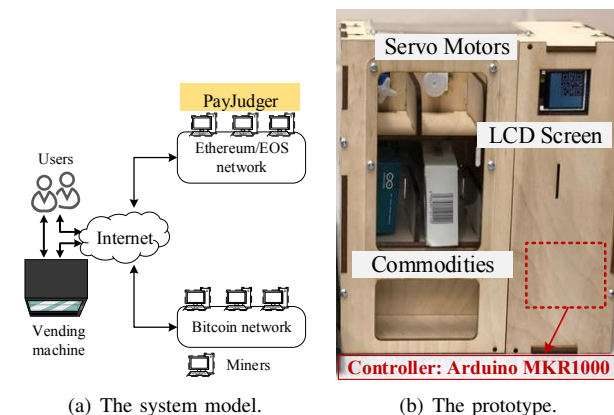 PayJudger
Ethereum/EOS
network
Users
Internet
Vending
machine
Bitcoin network
Miners
(a) The system model.
Servo Motors
LCD Screen
Commodities
Controller: Arduino MKR1000
(b) The prototype.